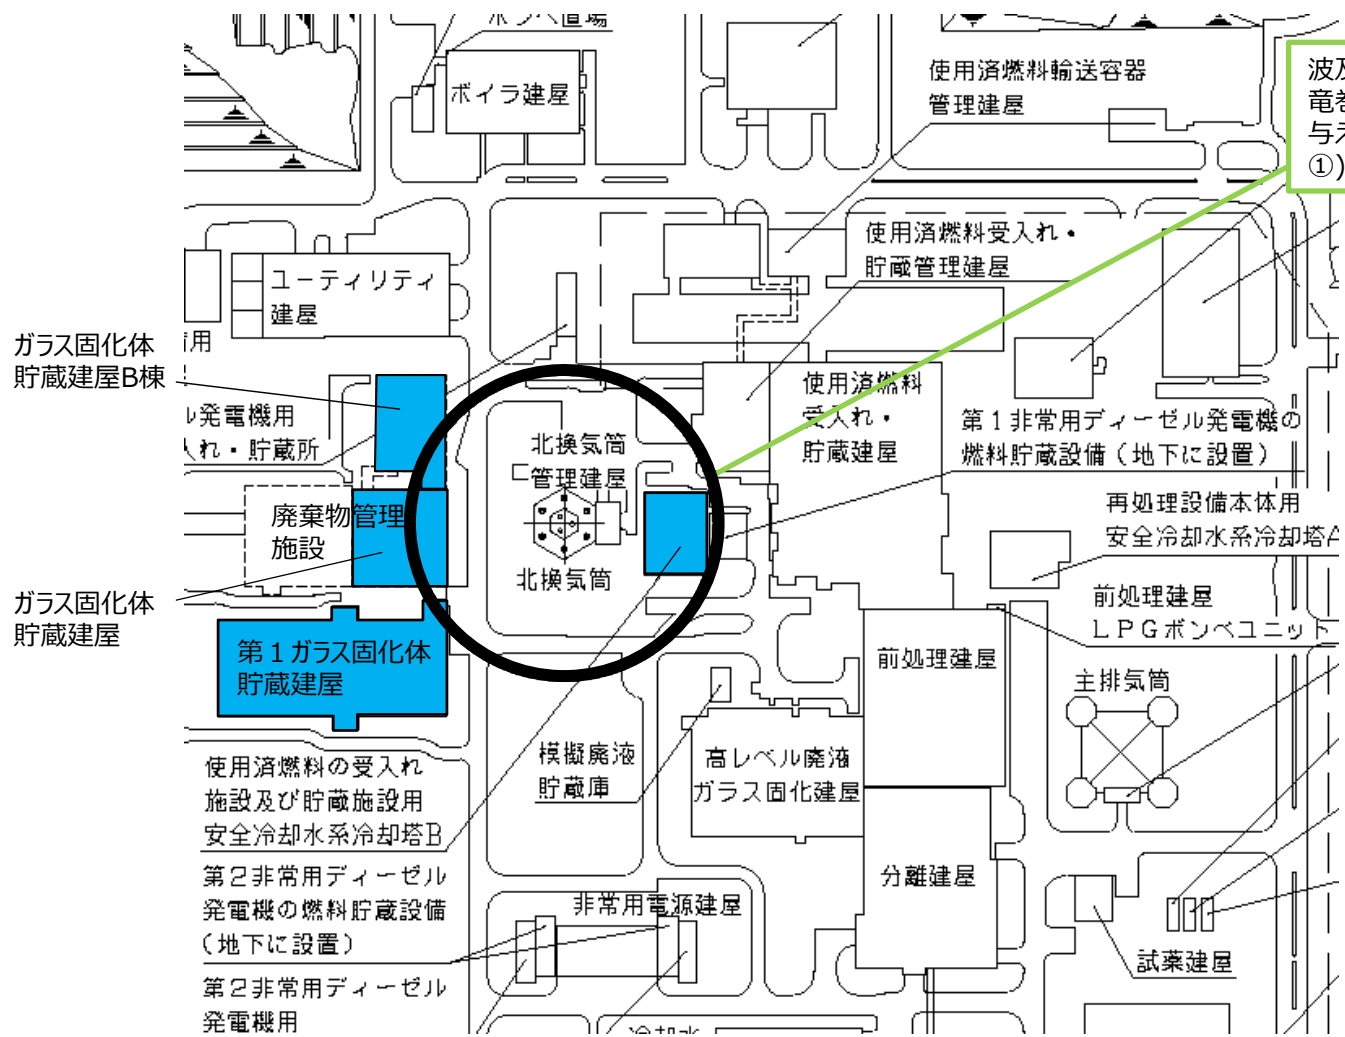 ボンベ置場
ボイラ建屋
使用済燃料輸送容器
管理建屋
波及
竜巻
与え
①)
使用済燃料受入れ・
貯蔵管理建屋
ユーティリティ
建屋
ガラス固化体
貯蔵建屋B棟
用
使用済燃料
受入れ・
貯蔵建屋
ル発電機用
入れ・貯蔵所
北換気筒
管理建屋
第1非常用ディーゼル発電機の
燃料貯蔵設備(地下に設置)
廃棄物管理
施設
再処理設備本体用
安全冷却水系冷却塔A
北換気筒
ガラス固化体
貯蔵建屋
前処理建屋
LPGボンベユニット
第1ガラス固化体
貯蔵建屋
前処理建屋
主排気筒
使用済燃料の受入れ
施設及び貯蔵施設用
安全冷却水系冷却塔B
模擬廃液
貯蔵庫
高レベル廃液
ガラス固化建屋
第2非常用ディーゼル
発電機の燃料貯蔵設備
(地下に設置)
非常用電源建屋
分離建屋
試薬建屋
第2非常用ディーゼル
発電機用
冷却水